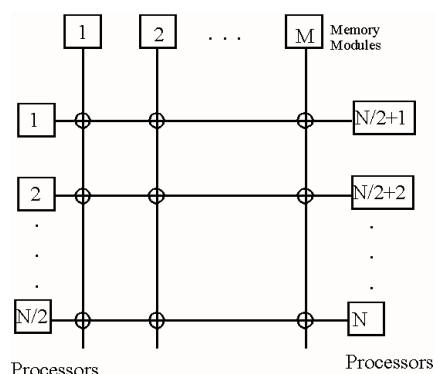 1 2 . . . M Memory
Modules
1 N/2+1
2 N/2+2
. .
. .
. .
N/2 N
Processors Processors